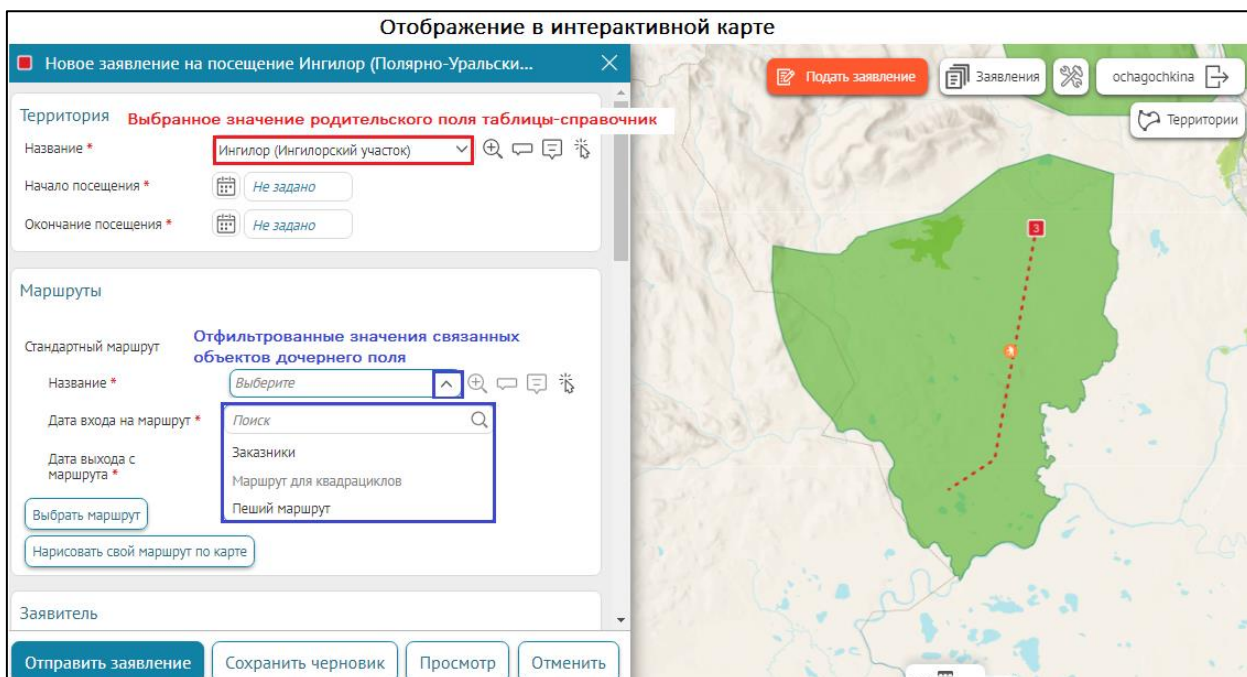 Отображение в интерактивной карте
Новое заявление на посещение Ингилор (Полярно-Уральски...
Подать заявление
Заявления
ochagochkina
Территории
Территория
Выбранное значение родительского поля таблицы-справочник
Название *
Ингилор (Ингилорский участок)
Начало посещения *
Не задано
Окончание посещения *
Не задано
3
Маршруты
Стандартный маршрут
Отфильтрованные значения связанных
объектов дочернего поля
Название *
Выберите
Дата входа на маршрут *
Поиск
Заказники
Дата выхода с
маршрута *
Маршрут для квадрациклов
Пеший маршрут
Выбрать маршрут
Нарисовать свой маршрут по карте
Заявитель
Отправить заявление
Сохранить черновик
Просмотр
Отменить